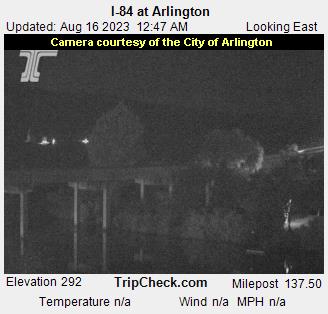 I-84 at Arlington
Updated: Aug 16 2023 12:47 AM Looking East
Camera courtesy of the City of Arlington
Elevation 292 TripCheck.com Milepost 137.50
Temperature n/a Wind n/a MPH n/a